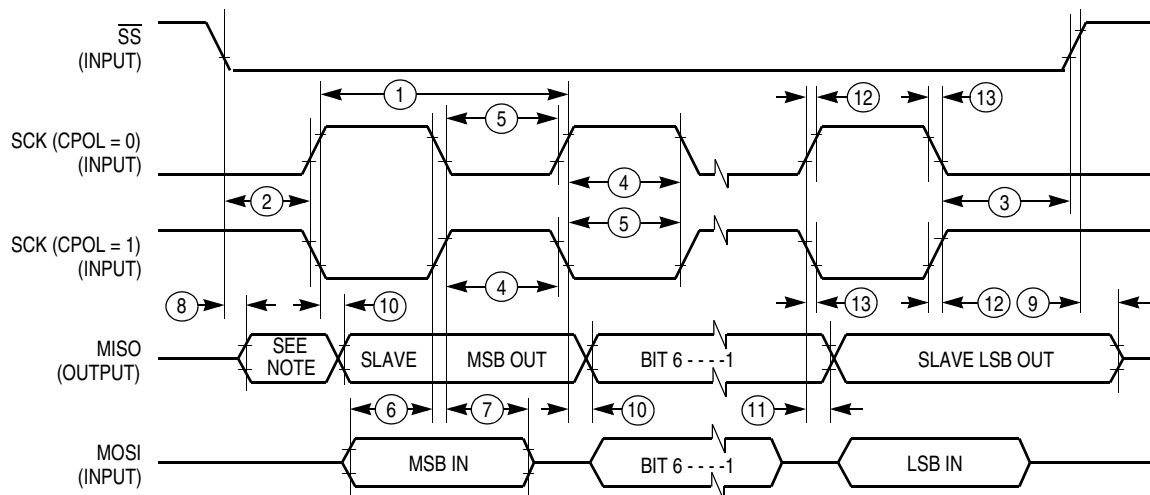 SS
(INPUT)
1
12
13
5
SCK (CPOL = 0)
(INPUT)
4
2
3
5
SCK (CPOL = 1)
(INPUT)
4
8
10
13
12
9
MISO
(OUTPUT)
SEE
NOTE
SLAVE
MSB OUT
BIT 6 - - - -1
SLAVE LSB OUT
6
7
10
11
MOSI
(INPUT)
MSB IN
BIT 6 - - - -1
LSB IN